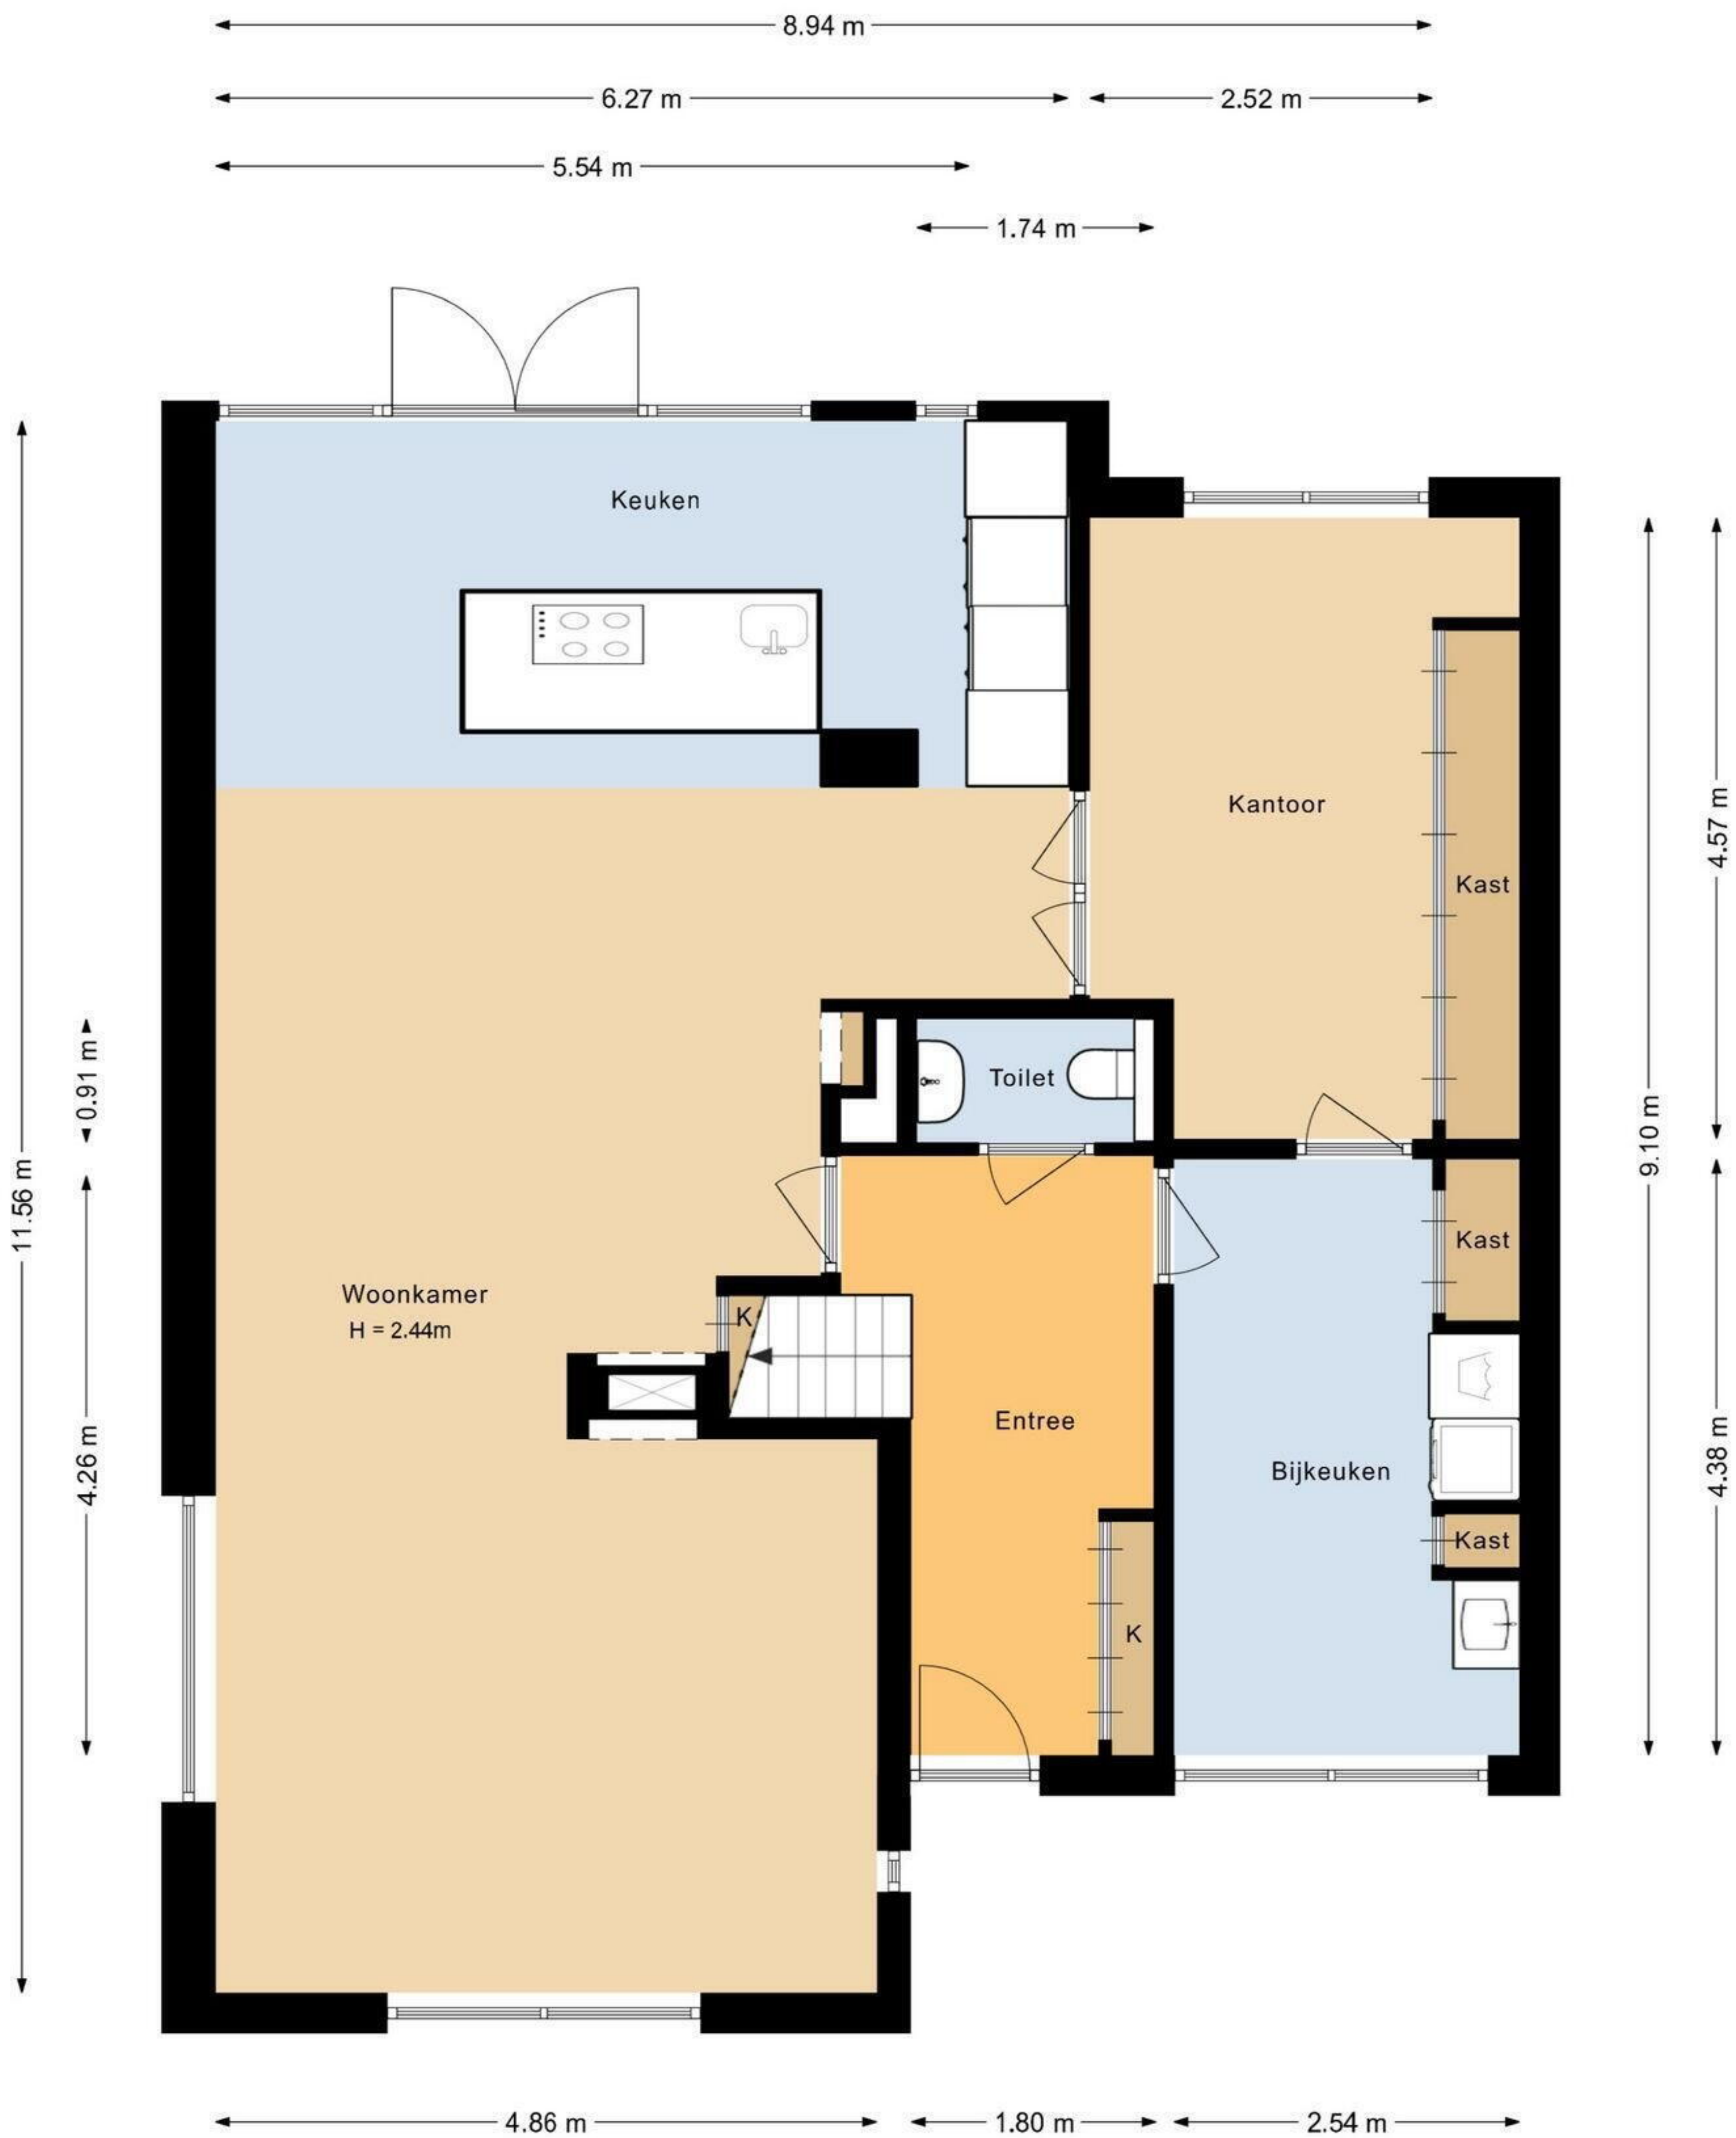 8.94 m
6.27 m
2.52 m
5.54 m
1.74 m
Keuken
Kantoor
4.57 m
Kast
0.91 m
Toilet
9.10 m
11.56 m
Kast
Woonkamer
H = 2.44m
K
Entree
4.26 m
Bijkeuken
4.38 m
Kast
K
4.86 m
1.80 m
2.54 m